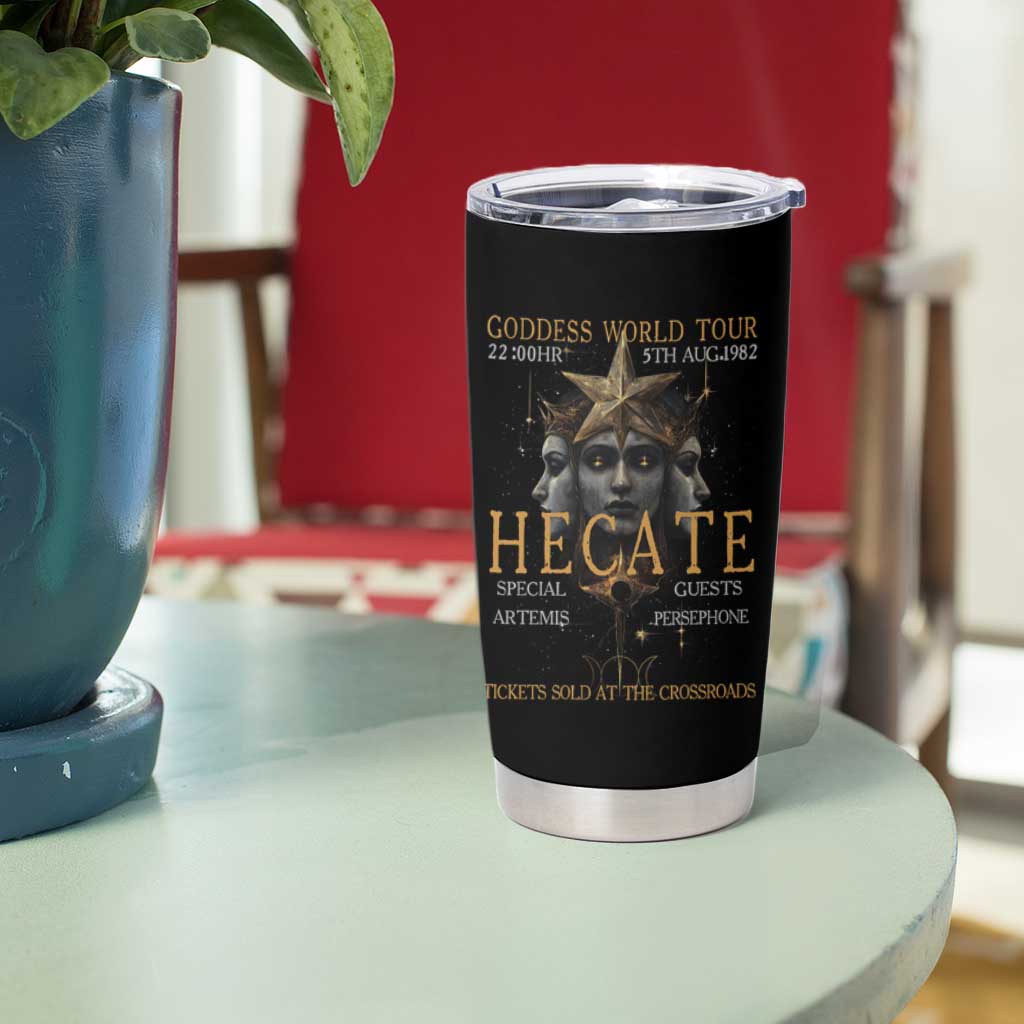 GODDESS WORLD TOUR
22:00HR 5TH AUG.1982
HECATE
SPECIAL GUESTS
ARTEMIS PERSEPHONE
TICKETS SOLD AT THE CROSSROADS